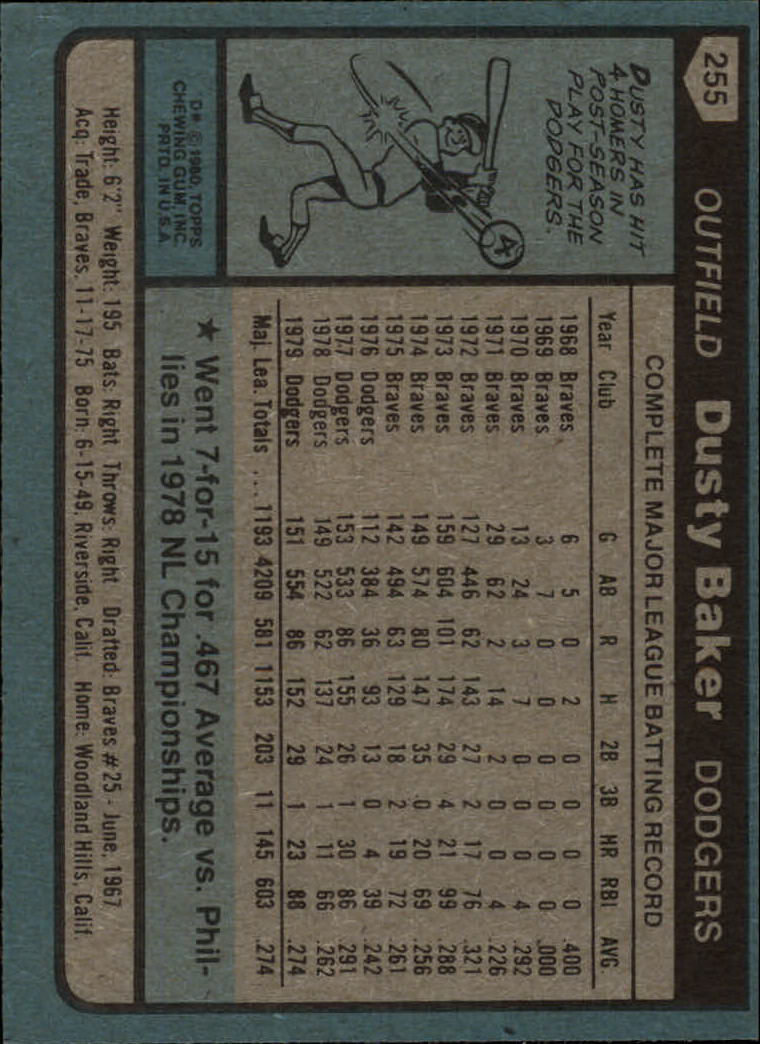 255
OUTFIELD Dusty Baker DODGERS
DUSTY HAS HIT
4 HOMERS IN
POST-SEASON
PLAY FOR THE
DODGERS.
4
D* © 1980, TOPPS
CHEWING GUM, INC.
PRTD. IN U.S.A.
COMPLETE MAJOR LEAGUE BATTING RECORD
Year Club G AB R H 2B 3B HR RBI AVG
1968 Braves 6 5 0 2 0 0 0 0 .400
1969 Braves 3 7 0 0 0 0 0 0 .000
1970 Braves 13 24 3 7 0 0 0 4 .292
1971 Braves 29 62 2 14 2 0 0 4 .226
1972 Braves 127 446 62 143 27 2 17 76 .321
1973 Braves 159 604 101 174 29 4 21 99 .288
1974 Braves 149 574 80 147 35 0 20 69 .256
1975 Braves 142 494 63 129 18 2 19 72 .261
1976 Dodgers 112 384 36 93 13 0 4 39 .242
1977 Dodgers 153 533 86 155 26 1 30 86 .291
1978 Dodgers 149 522 62 137 24 1 11 66 .262
1979 Dodgers 151 554 86 152 29 1 23 88 .274
Maj. Lea. Totals ... 1193 4209 581 1153 203 11 145 603 .274
★ Went 7-for-15 for .467 Average vs. Phil-
lies in 1978 NL Championships.
Height: 6'2" Weight: 195 Bats: Right Throws: Right Drafted: Braves #25 - June, 1967
Acq: Trade, Braves, 11-17-75 Born: 6-15-49, Riverside, Calif. Home: Woodland Hills, Calif.